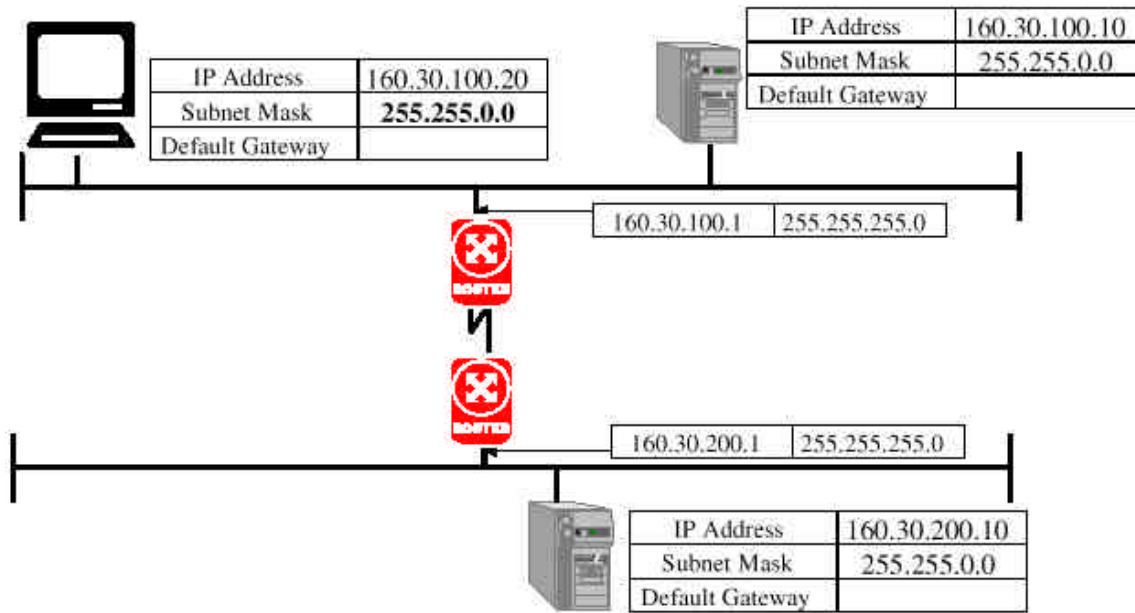 IP Address 160.30.100.10
Subnet Mask 255.255.0.0
Default Gateway
IP Address 160.30.100.20
Subnet Mask 255.255.0.0
Default Gateway
160.30.100.1 255.255.255.0
ROUTER
ROUTER
160.30.200.1 255.255.255.0
IP Address 160.30.200.10
Subnet Mask 255.255.0.0
Default Gateway